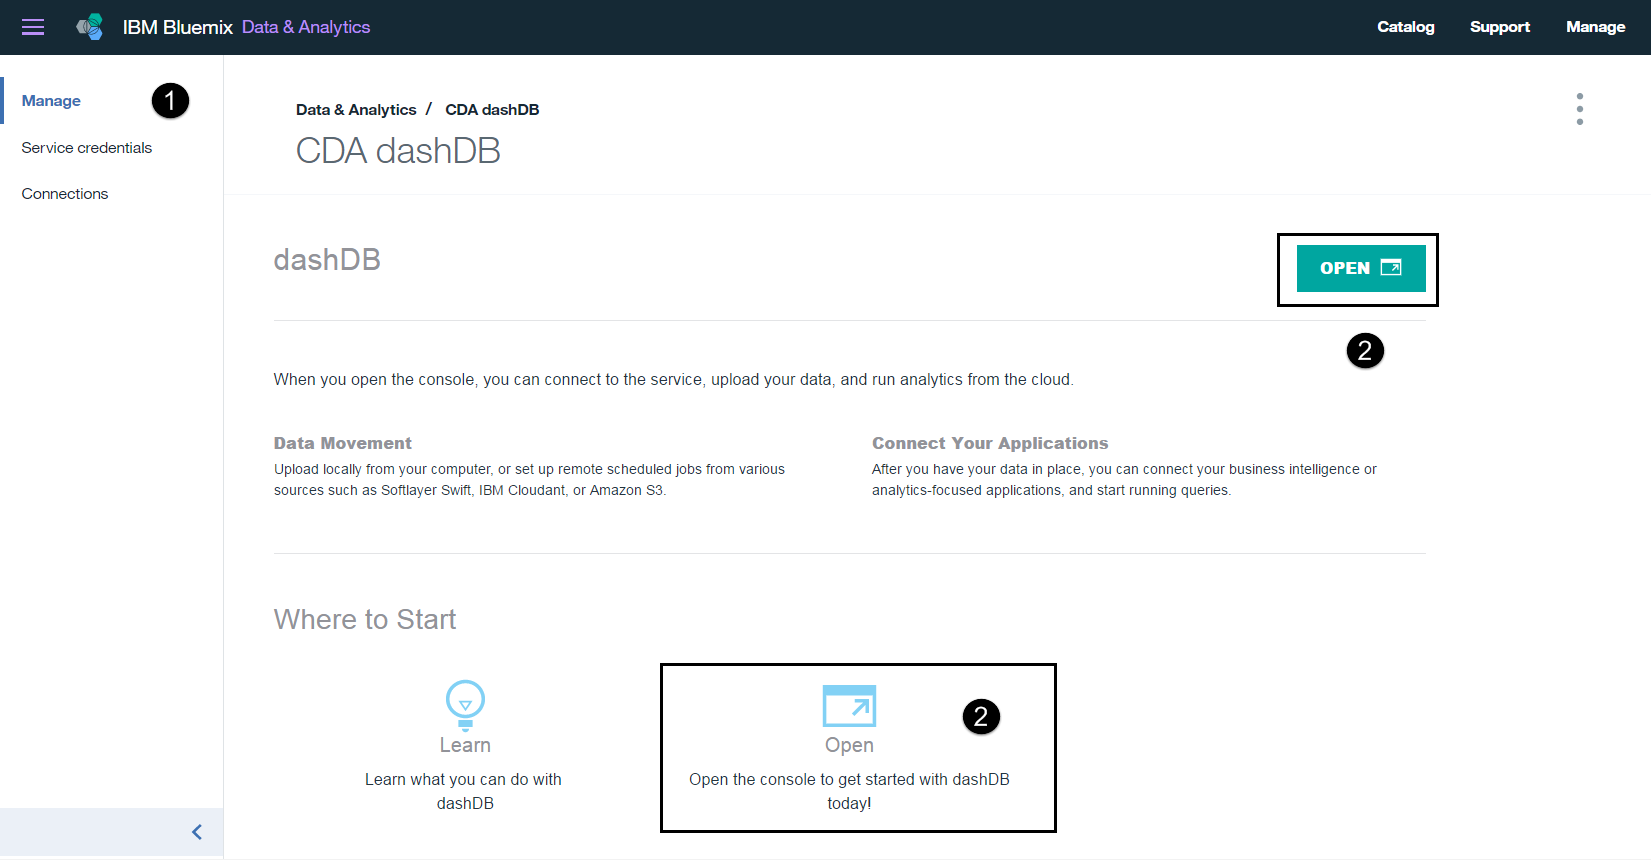 IBM Bluemix Data & Analytics
Catalog Support Manage
Manage 1
Service credentials
Connections
Data & Analytics / CDA dashDB
CDA dashDB
dashDB
OPEN
2
When you open the console, you can connect to the service, upload your data, and run analytics from the cloud.
Data Movement
Upload locally from your computer, or set up remote scheduled jobs from various
sources such as Softlayer Swift, IBM Cloudant, or Amazon S3.
Connect Your Applications
After you have your data in place, you can connect your business intelligence or
analytics-focused applications, and start running queries.
Where to Start
Learn
Learn what you can do with
dashDB
2
Open
Open the console to get started with dashDB
today!